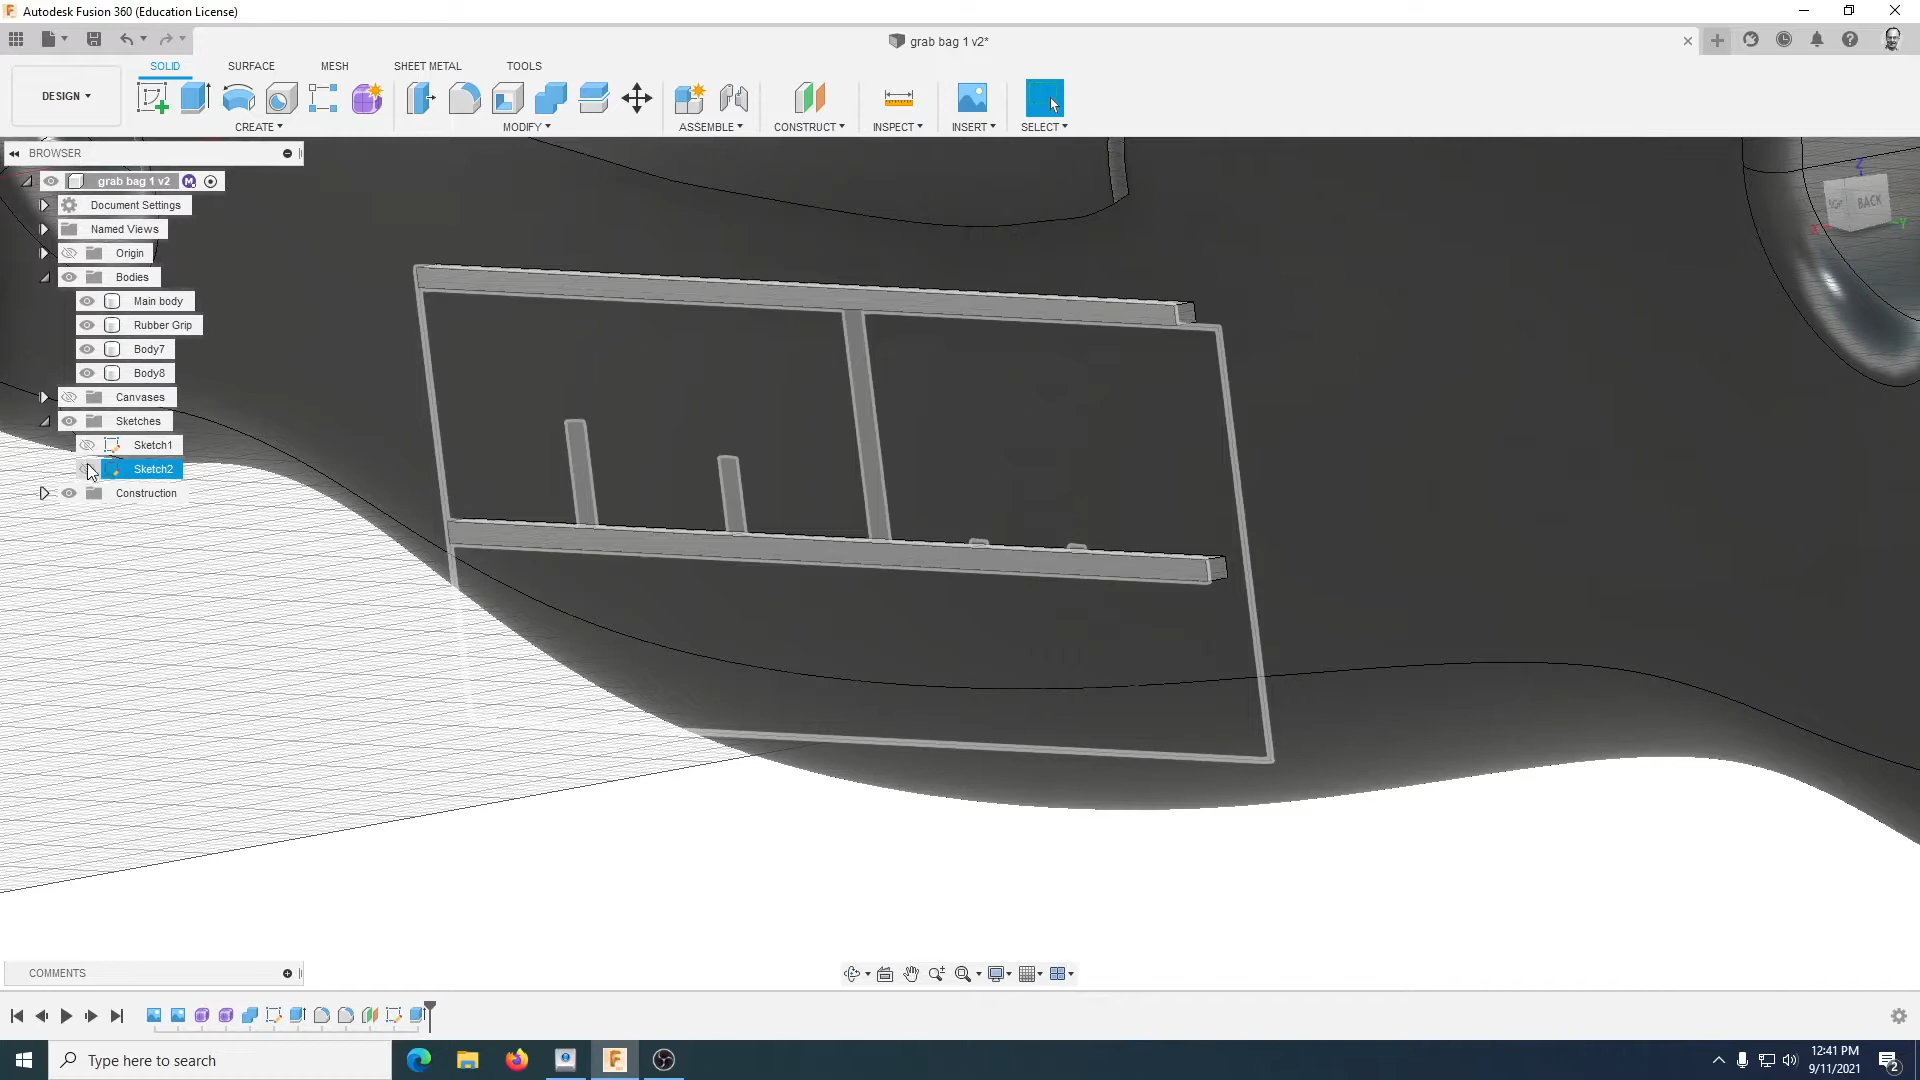 Autodesk Fusion 360 (Education License)
grab bag 1 v2*
SOLID SURFACE MESH SHEET METAL TOOLS
DESIGN
CREATE MODIFY ASSEMBLE CONSTRUCT INSPECT INSERT SELECT
BROWSER
grab bag 1 v2 M
Document Settings
Named Views
Origin
Bodies
Main body
Rubber Grip
Body7
Body8
Canvases
Sketches
Sketch1
Sketch2
Construction
Z
BACK
X Y
COMMENTS
Type here to search
12:41 PM
9/11/2021
2